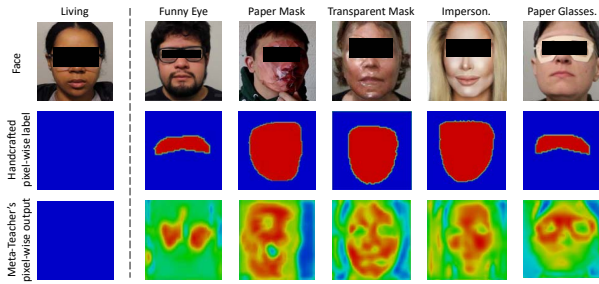 Living Funny Eye Paper Mask Transparent Mask Imperson. Paper Glasses.
Face
Handcrafted
pixel-wise label
Meta-Teacher's
pixel-wise output